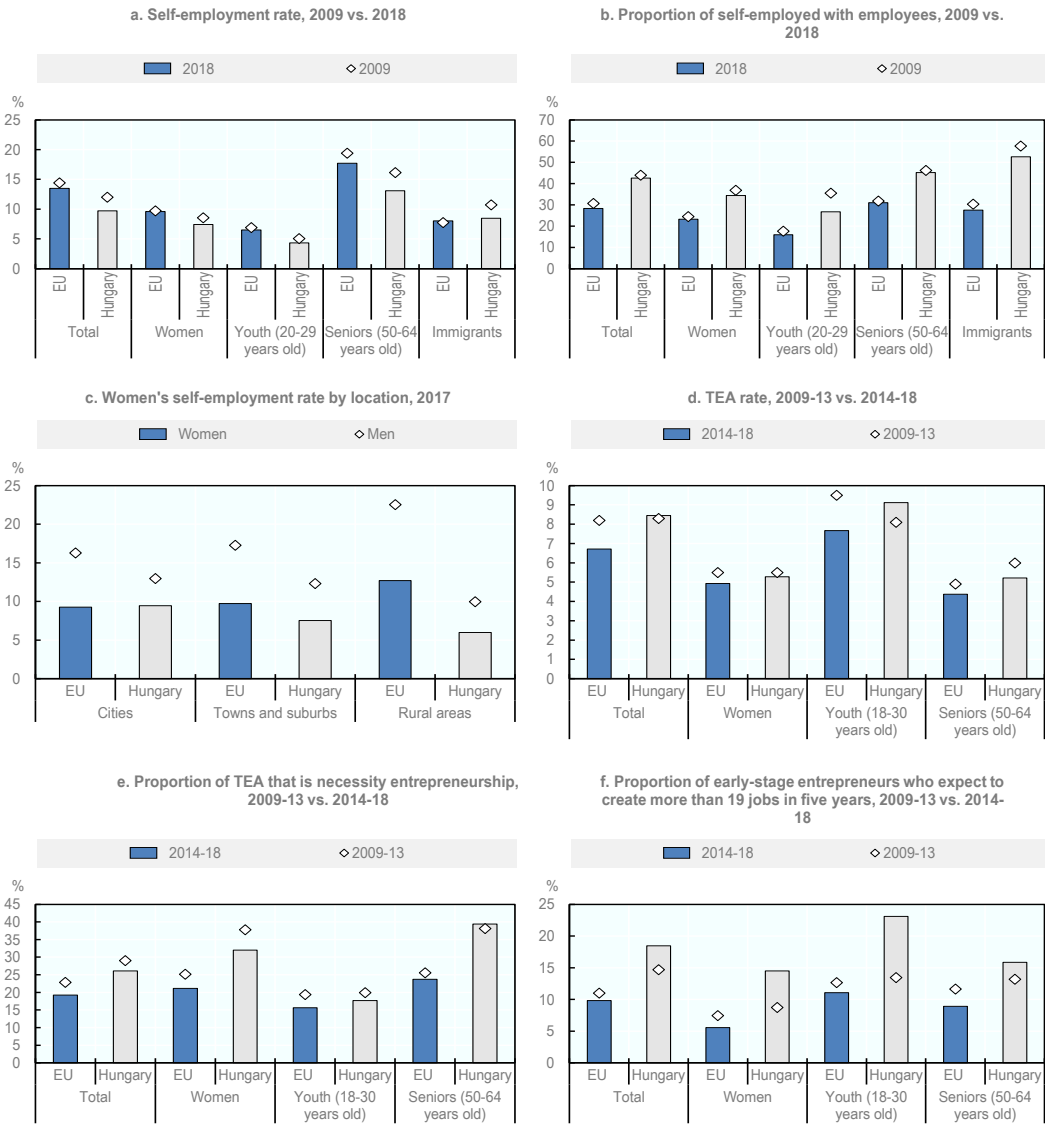 a. Self-employment rate, 2009 vs. 2018
2018
2009
%
25
20
15
10
5
0
EU
Hungary
EU
Hungary
EU
Hungary
EU
Hungary
EU
Hungary
Total
Women
Youth (20-29
years old)
Seniors (50-64
years old)
Immigrants
b. Proportion of self-employed with employees, 2009 vs.
2018
2018
2009
%
70
60
50
40
30
20
10
0
EU
Hungary
EU
Hungary
EU
Hungary
EU
Hungary
EU
Hungary
Total
Women
Youth (20-29
years old)
Seniors (50-64
years old)
Immigrants
c. Women's self-employment rate by location, 2017
Women
Men
%
25
20
15
10
5
0
EU
Hungary
EU
Hungary
EU
Hungary
Cities
Towns and suburbs
Rural areas
d. TEA rate, 2009-13 vs. 2014-18
2014-18
2009-13
%
10
9
8
7
6
5
4
3
2
1
0
EU
Hungary
EU
Hungary
EU
Hungary
EU
Hungary
Total
Women
Youth (18-30
years old)
Seniors (50-64
years old)
e. Proportion of TEA that is necessity entrepreneurship,
2009-13 vs. 2014-18
2014-18
2009-13
%
45
40
35
30
25
20
15
10
5
0
EU
Hungary
EU
Hungary
EU
Hungary
EU
Hungary
Total
Women
Youth (18-30
years old)
Seniors (50-64
years old)
f. Proportion of early-stage entrepreneurs who expect to
create more than 19 jobs in five years, 2009-13 vs. 2014-
18
2014-18
2009-13
%
25
20
15
10
5
0
EU
Hungary
EU
Hungary
EU
Hungary
EU
Hungary
Total
Women
Youth (18-30
years old)
Seniors (50-64
years old)